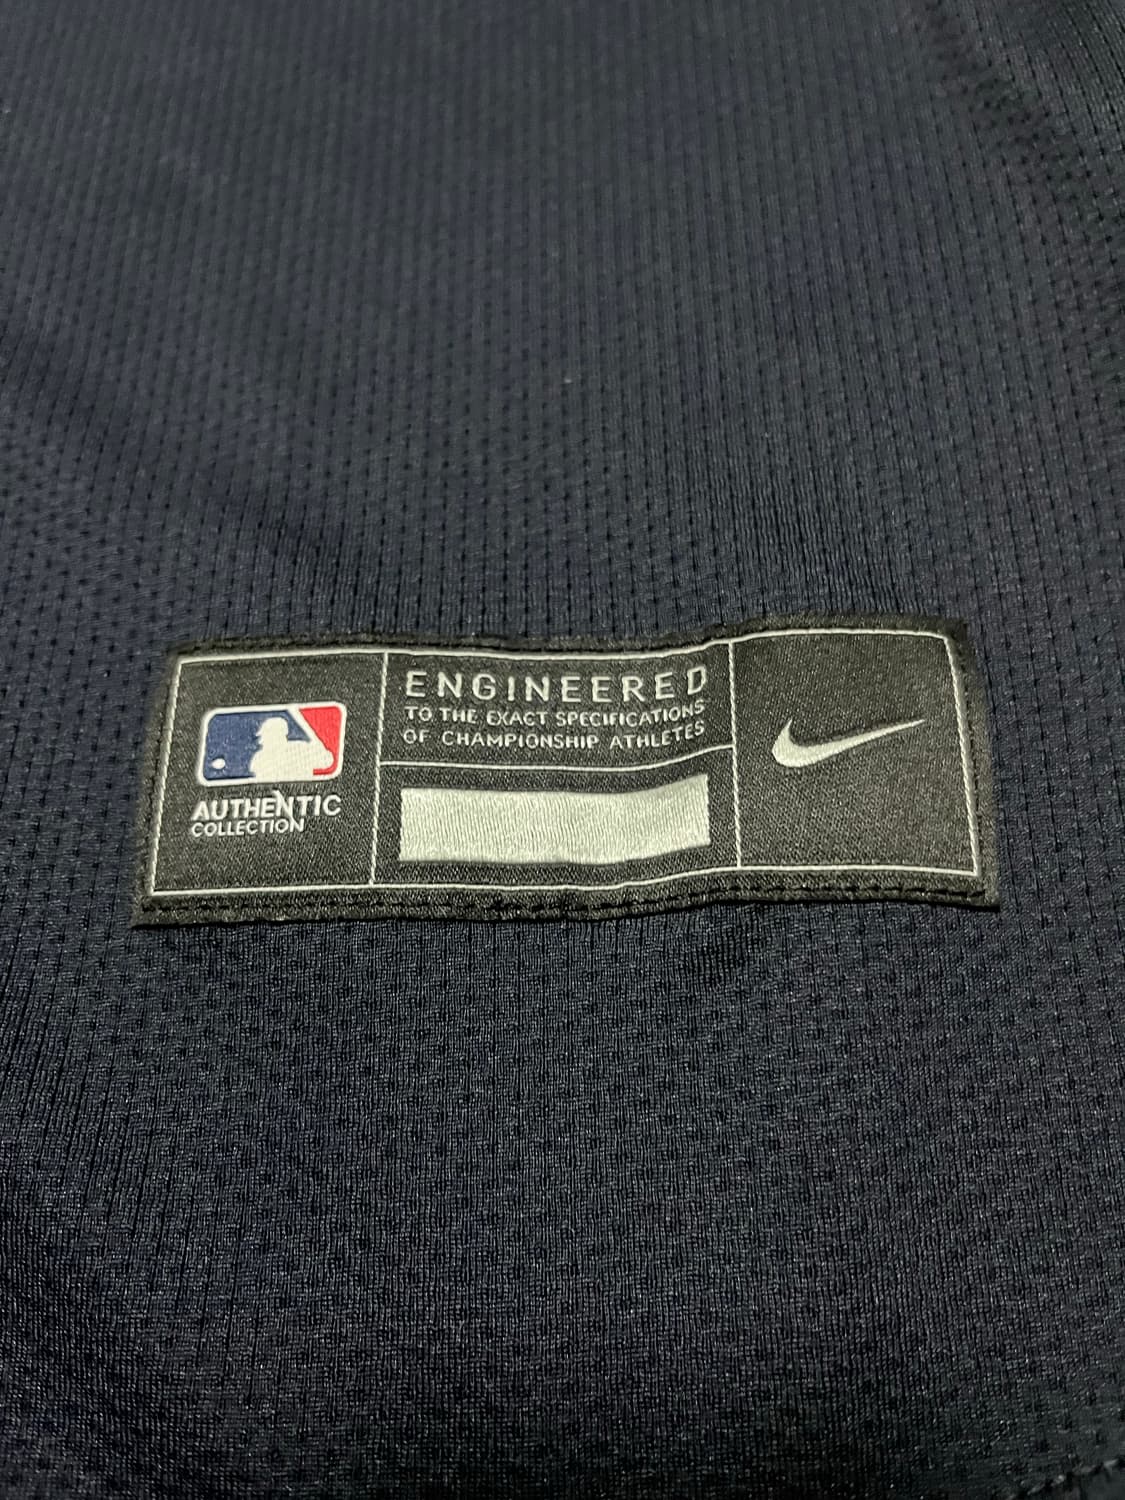 AUTHENTIC
COLLECTION
ENGINEERED
TO THE EXACT SPECIFICATIONS
OF CHAMPIONSHIP ATHLETES